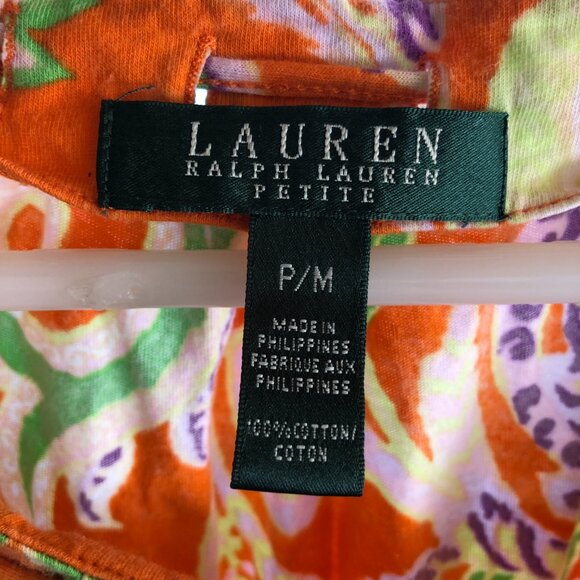 LAUREN
RALPH LAUREN
PETITE
P/M
MADE IN
PHILIPPINES
FABRIQUE AUX
PHILIPPINES
100%COTTON/
COTON